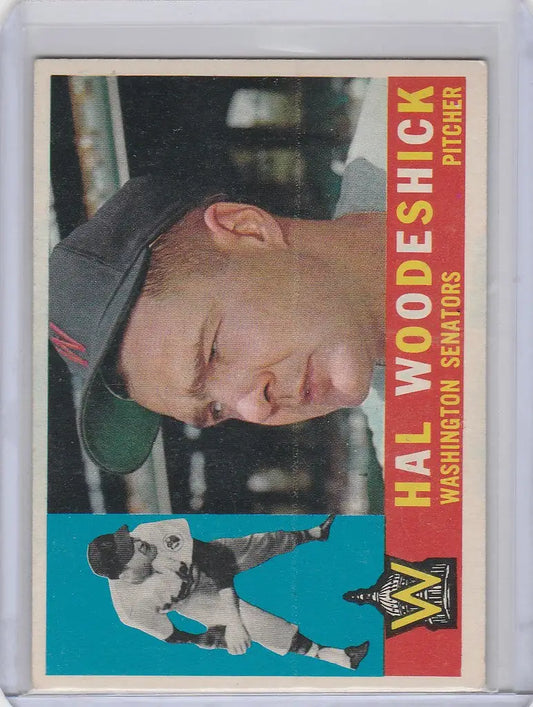 HAL WOODESHICK
WASHINGTON SENATORS PITCHER
W
W